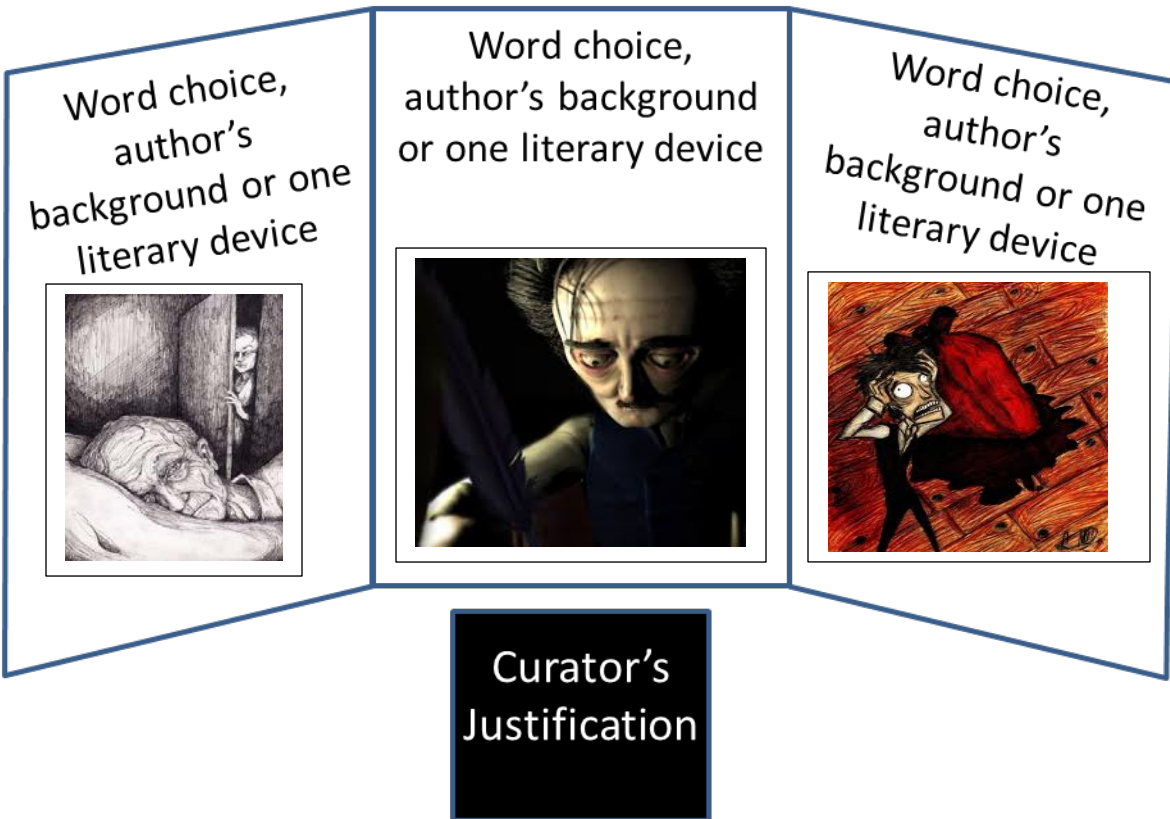 Word choice,
author’s
background or one
literary device
Word choice,
author’s background
or one literary device
Word choice,
author’s
background or one
literary device
Curator’s
Justification